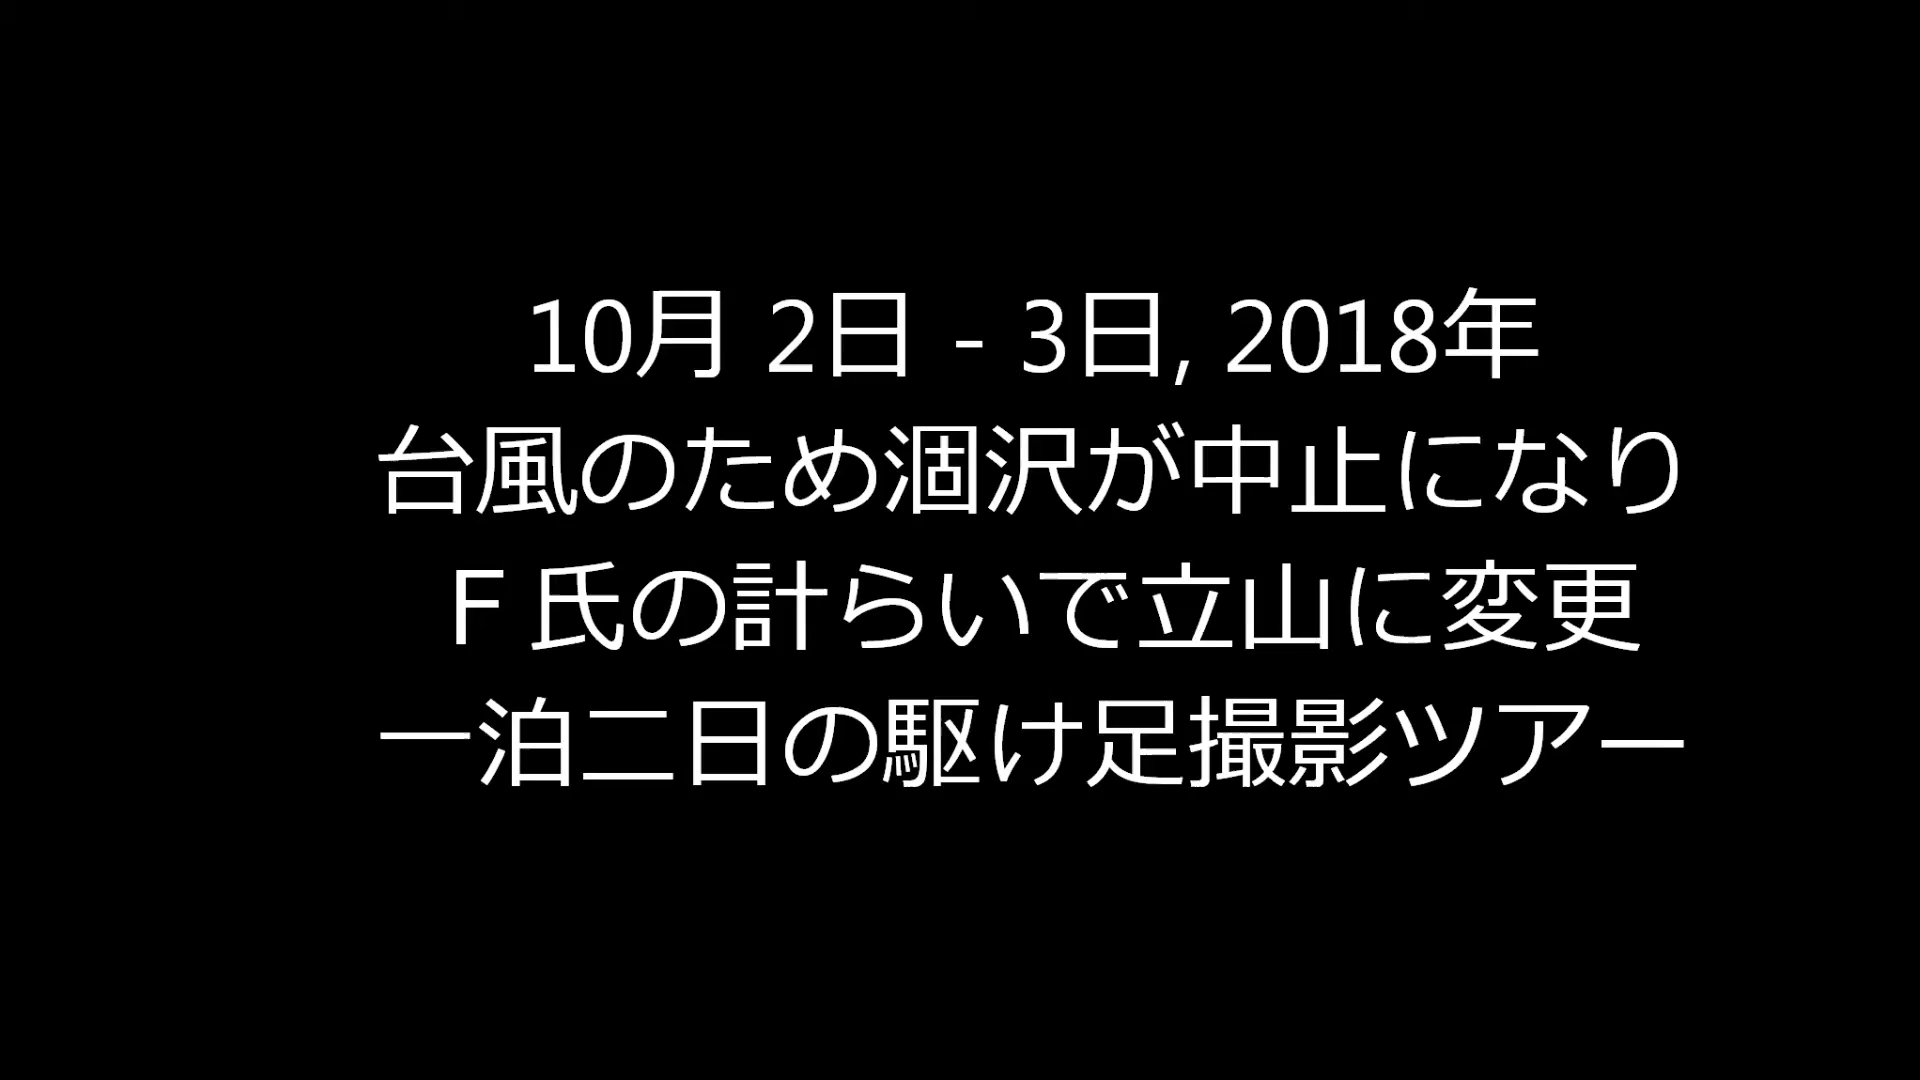 10月 2日 - 3日, 2018年
台風のため涸沢が中止になり
Ｆ氏の計らいで立山に変更
一泊二日の駆け足撮影ツアー